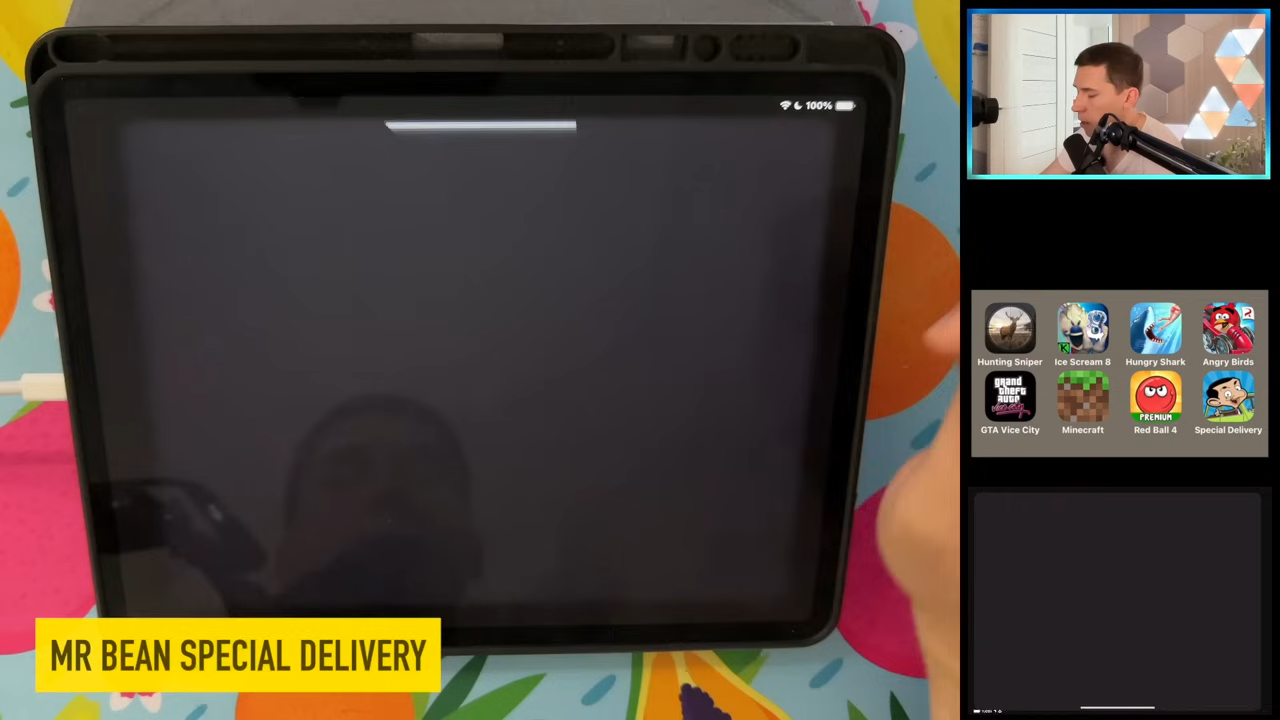 100%
Hunting Sniper
Ice Scream 8
Hungry Shark
Angry Birds
grand
theft
auto
GTA Vice City
Minecraft
PREMIUM
Red Ball 4
Special Delivery
MR BEAN SPECIAL DELIVERY